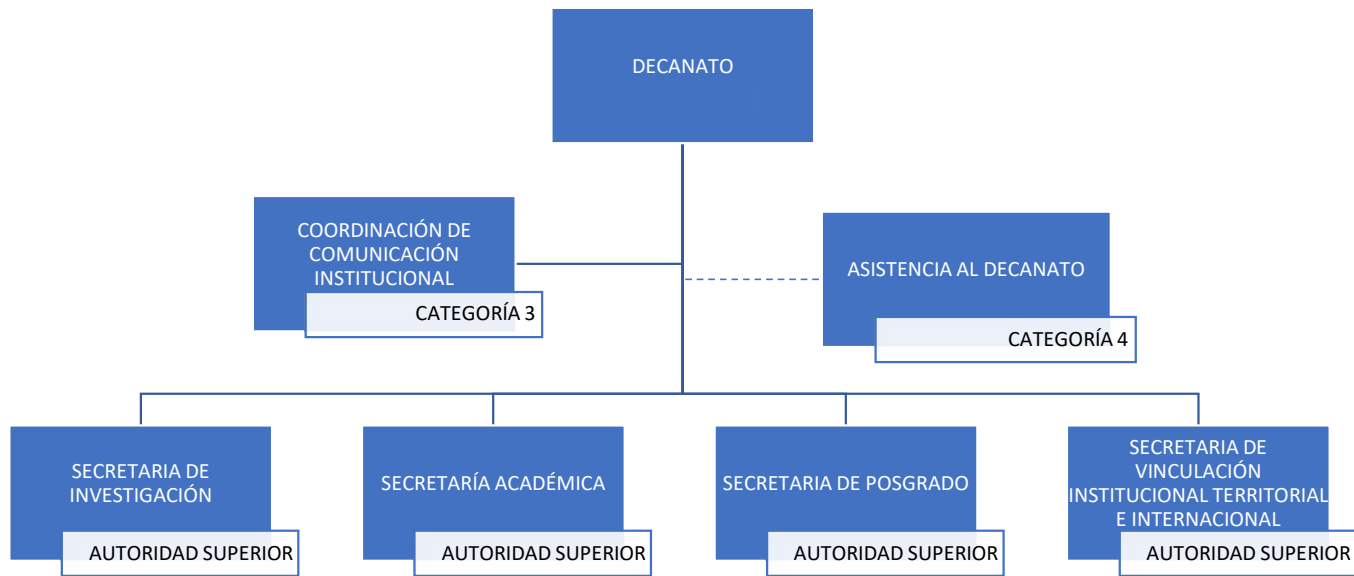 DECANATO
COORDINACIÓN DE
COMUNICACIÓN
INSTITUCIONAL
CATEGORÍA 3
ASISTENCIA AL DECANATO
CATEGORÍA 4
SECRETARIA DE
INVESTIGACIÓN
AUTORIDAD SUPERIOR
SECRETARÍA ACADÉMICA
AUTORIDAD SUPERIOR
SECRETARIA DE POSGRADO
AUTORIDAD SUPERIOR
SECRETARIA DE
VINCULACIÓN
INSTITUCIONAL TERRITORIAL
E INTERNACIONAL
AUTORIDAD SUPERIOR